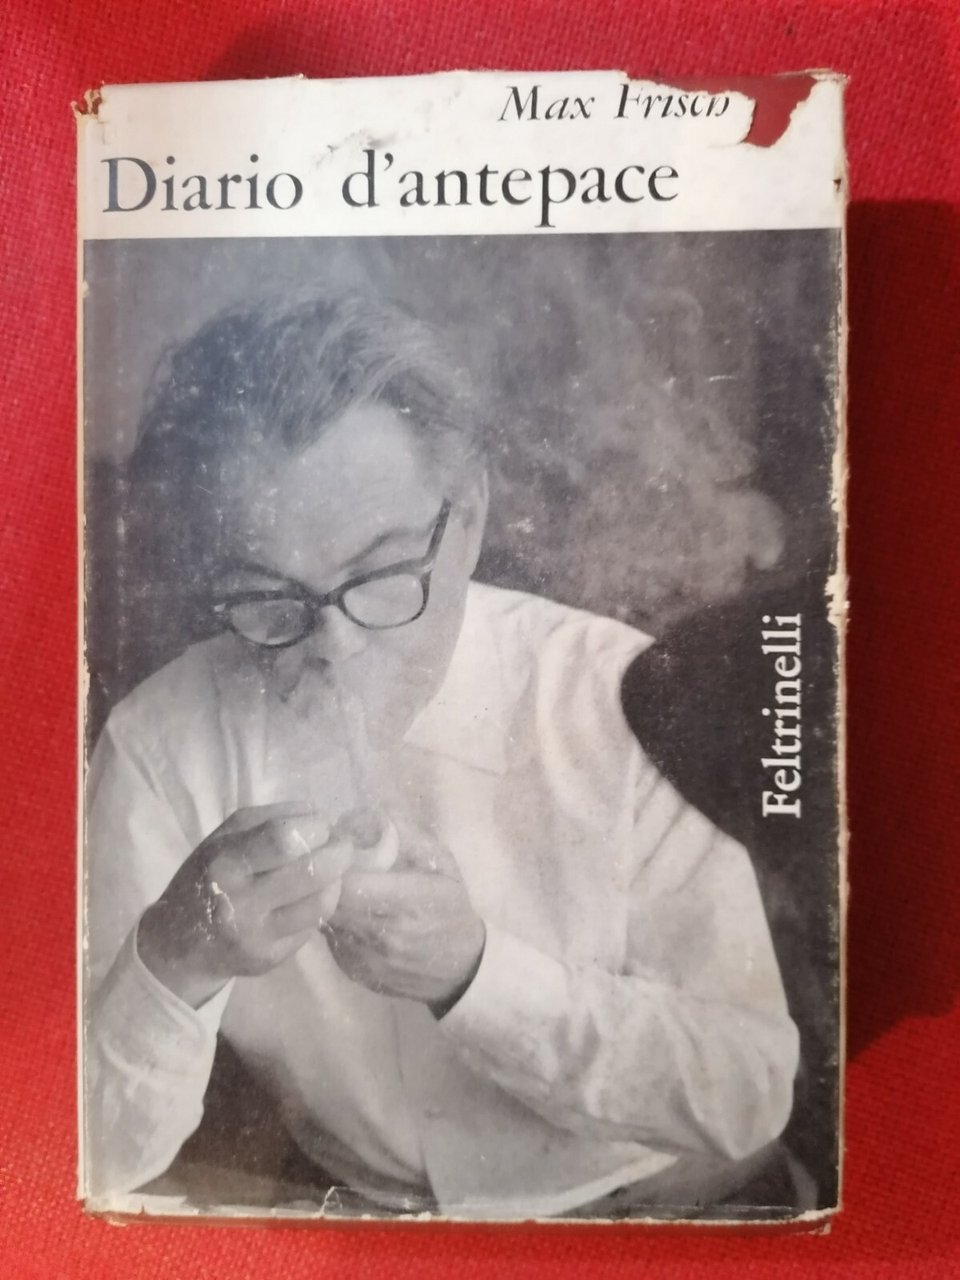 Max Frisch
Diario d'antepace
Feltrinelli